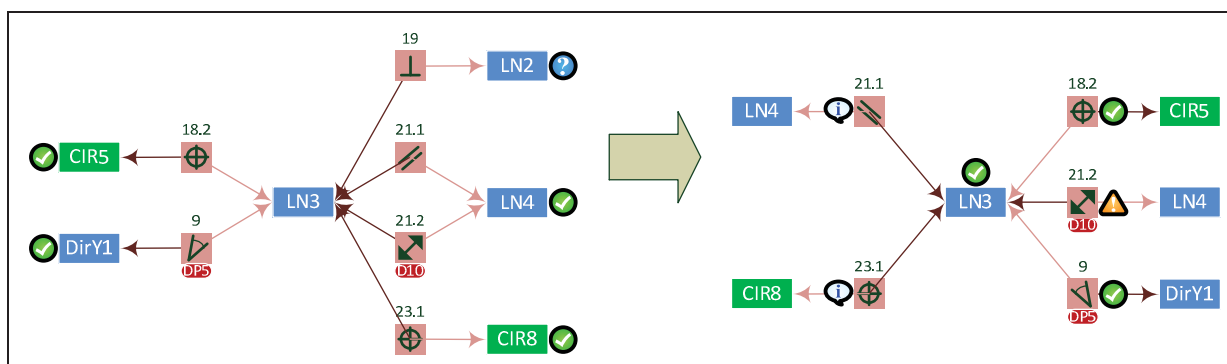 19
LN2
?
18.2
CIR5
21.1
LN3
LN4
9
DirY1
DP5
21.2
D10
23.1
CIR8
21.1
LN4
i
18.2
CIR5
LN3
21.2
!
LN4
D10
23.1
CIR8
i
9
DirY1
DP5